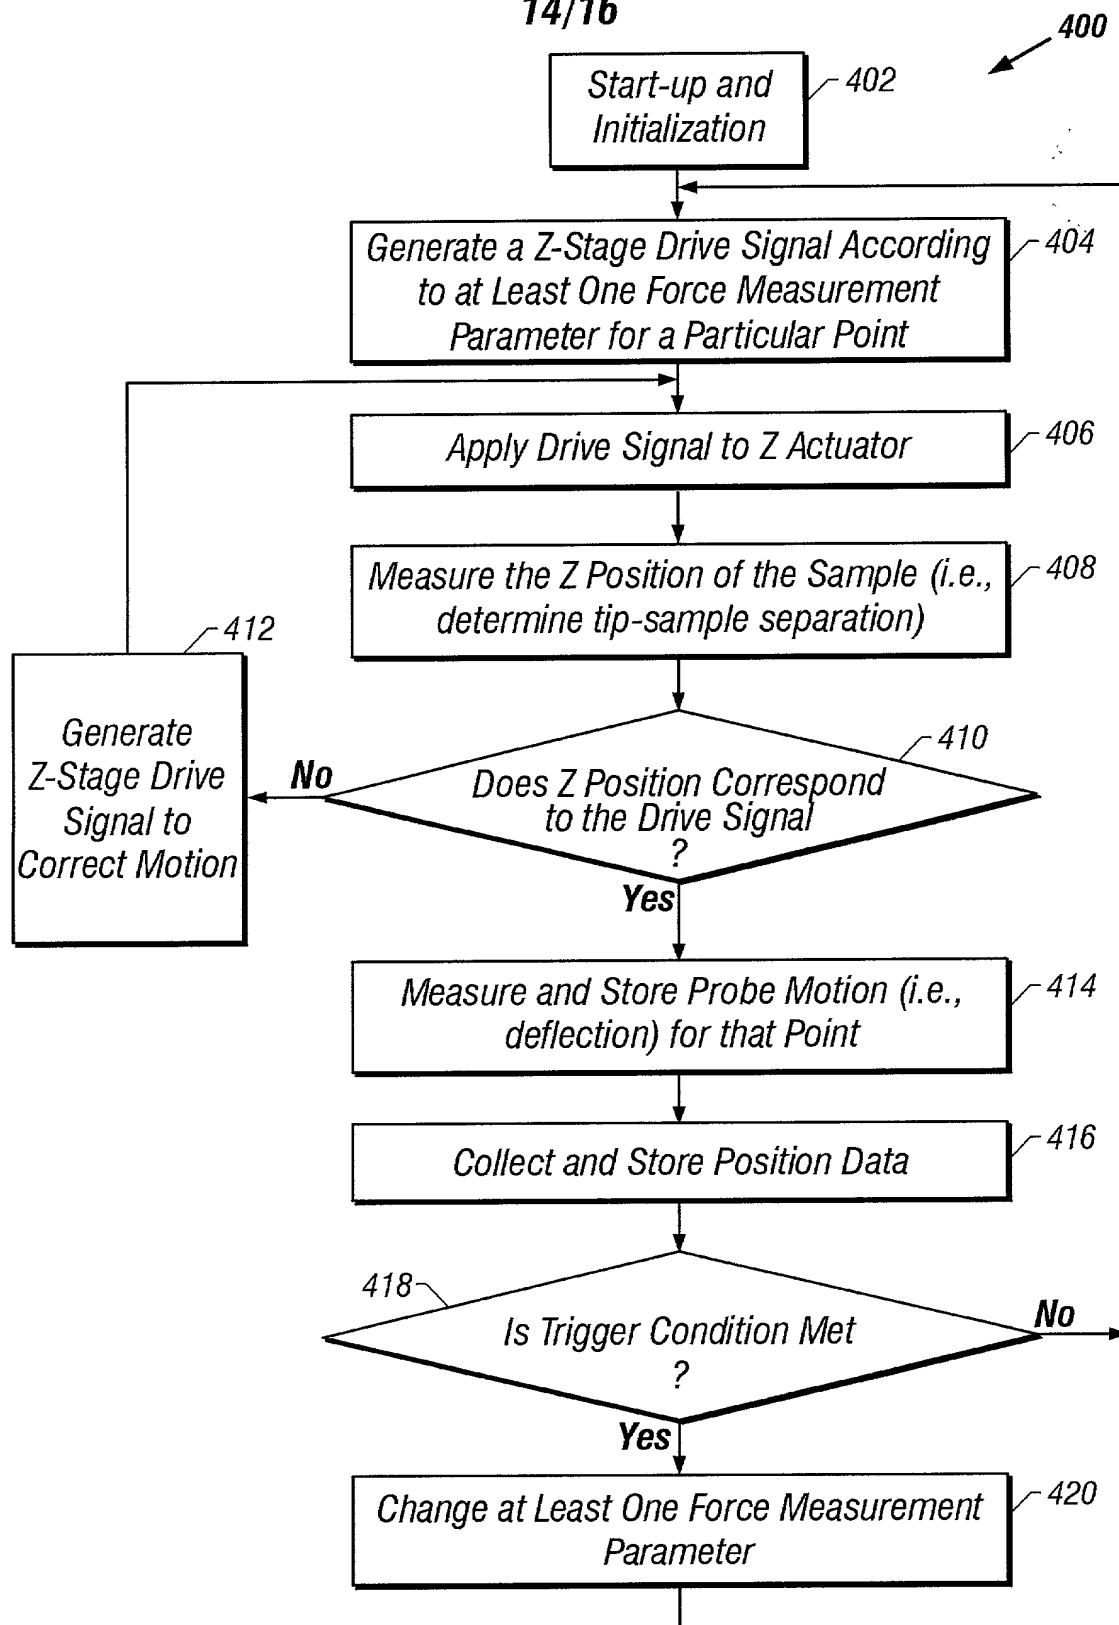 14/16
400
Start-up and
Initialization
402
Generate a Z-Stage Drive Signal According
to at Least One Force Measurement
Parameter for a Particular Point
404
Apply Drive Signal to Z Actuator
406
Measure the Z Position of the Sample (i.e.,
determine tip-sample separation)
408
412
Generate
Z-Stage Drive
Signal to
Correct Motion
No
Does Z Position Correspond
to the Drive Signal
?
410
Yes
Measure and Store Probe Motion (i.e.,
deflection) for that Point
414
Collect and Store Position Data
416
418
Is Trigger Condition Met
?
No
Yes
Change at Least One Force Measurement
Parameter
420